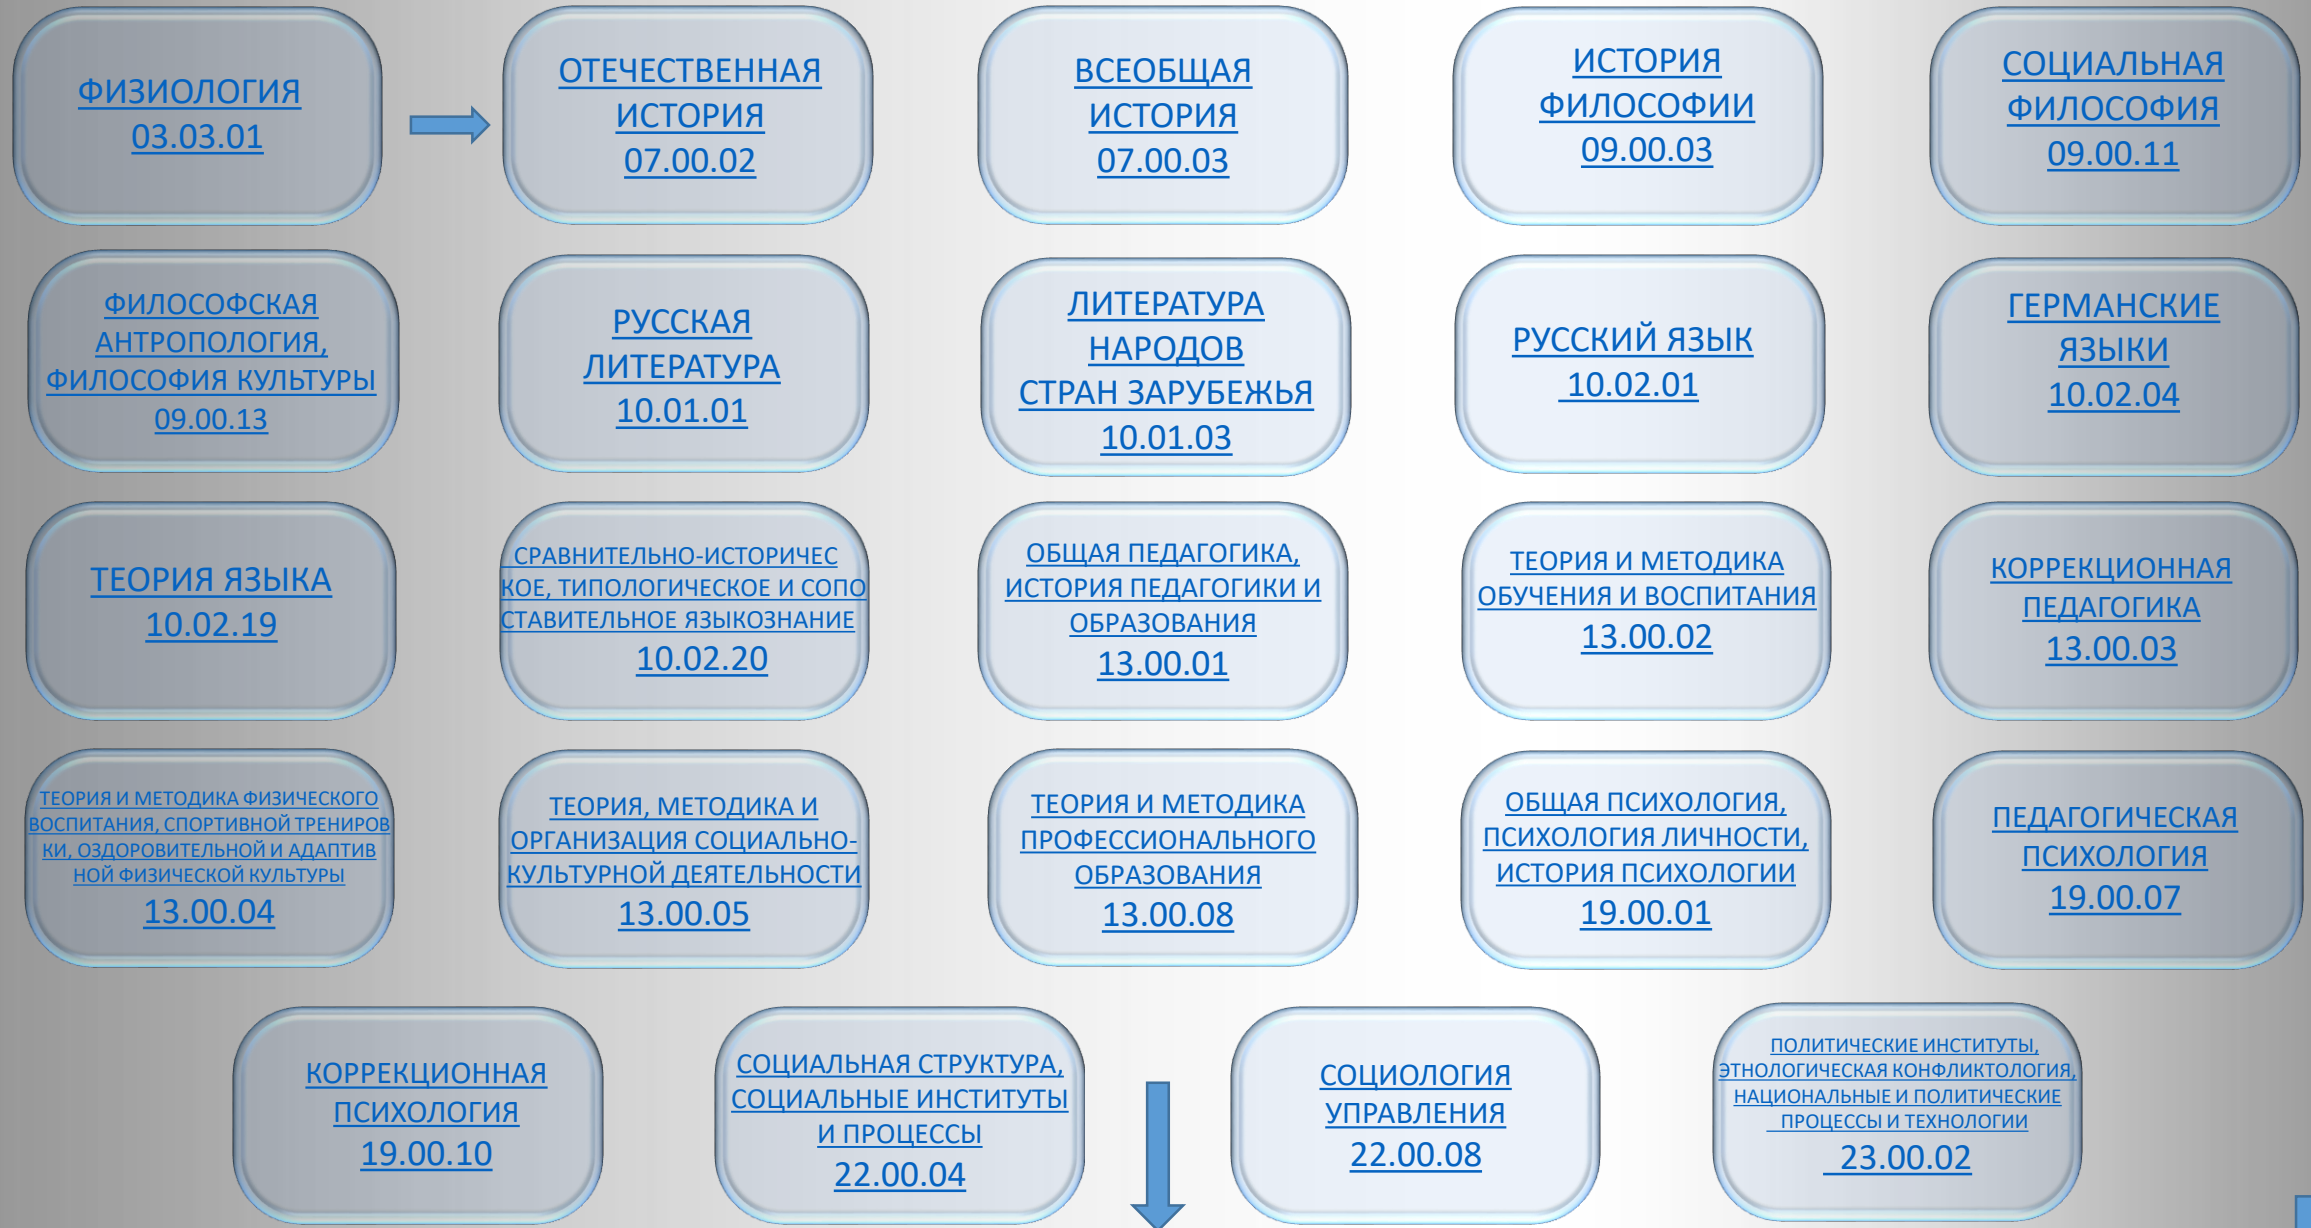 ФИЗИОЛОГИЯ
03.03.01
ОТЕЧЕСТВЕННАЯ
ИСТОРИЯ
07.00.02
ВСЕОБЩАЯ
ИСТОРИЯ
07.00.03
ИСТОРИЯ
ФИЛОСОФИИ
09.00.03
СОЦИАЛЬНАЯ
ФИЛОСОФИЯ
09.00.11
ФИЛОСОФСКАЯ
АНТРОПОЛОГИЯ,
ФИЛОСОФИЯ КУЛЬТУРЫ
09.00.13
РУССКАЯ
ЛИТЕРАТУРА
10.01.01
ЛИТЕРАТУРА
НАРОДОВ
СТРАН ЗАРУБЕЖЬЯ
10.01.03
РУССКИЙ ЯЗЫК
10.02.01
ГЕРМАНСКИЕ
ЯЗЫКИ
10.02.04
ТЕОРИЯ ЯЗЫКА
10.02.19
СРАВНИТЕЛЬНО-ИСТОРИЧЕС
КОЕ, ТИПОЛОГИЧЕСКОЕ И СОПО
СТАВИТЕЛЬНОЕ ЯЗЫКОЗНАНИЕ
10.02.20
ОБЩАЯ ПЕДАГОГИКА,
ИСТОРИЯ ПЕДАГОГИКИ И
ОБРАЗОВАНИЯ
13.00.01
ТЕОРИЯ И МЕТОДИКА
ОБУЧЕНИЯ И ВОСПИТАНИЯ
13.00.02
КОРРЕКЦИОННАЯ
ПЕДАГОГИКА
13.00.03
ТЕОРИЯ И МЕТОДИКА ФИЗИЧЕСКОГО
ВОСПИТАНИЯ, СПОРТИВНОЙ ТРЕНИРОВ
КИ, ОЗДОРОВИТЕЛЬНОЙ И АДАПТИВ
НОЙ ФИЗИЧЕСКОЙ КУЛЬТУРЫ
13.00.04
ТЕОРИЯ, МЕТОДИКА И
ОРГАНИЗАЦИЯ СОЦИАЛЬНО-
КУЛЬТУРНОЙ ДЕЯТЕЛЬНОСТИ
13.00.05
ТЕОРИЯ И МЕТОДИКА
ПРОФЕССИОНАЛЬНОГО
ОБРАЗОВАНИЯ
13.00.08
ОБЩАЯ ПСИХОЛОГИЯ,
ПСИХОЛОГИЯ ЛИЧНОСТИ,
ИСТОРИЯ ПСИХОЛОГИИ
19.00.01
ПЕДАГОГИЧЕСКАЯ
ПСИХОЛОГИЯ
19.00.07
КОРРЕКЦИОННАЯ
ПСИХОЛОГИЯ
19.00.10
СОЦИАЛЬНАЯ СТРУКТУРА,
СОЦИАЛЬНЫЕ ИНСТИТУТЫ
И ПРОЦЕССЫ
22.00.04
СОЦИОЛОГИЯ
УПРАВЛЕНИЯ
22.00.08
ПОЛИТИЧЕСКИЕ ИНСТИТУТЫ,
ЭТНОЛОГИЧЕСКАЯ КОНФЛИКТОЛОГИЯ,
НАЦИОНАЛЬНЫЕ И ПОЛИТИЧЕСКИЕ
ПРОЦЕССЫ И ТЕХНОЛОГИИ
23.00.02